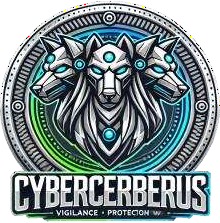 CYBERCERBERUS
VIGILANCE • PROTECTION